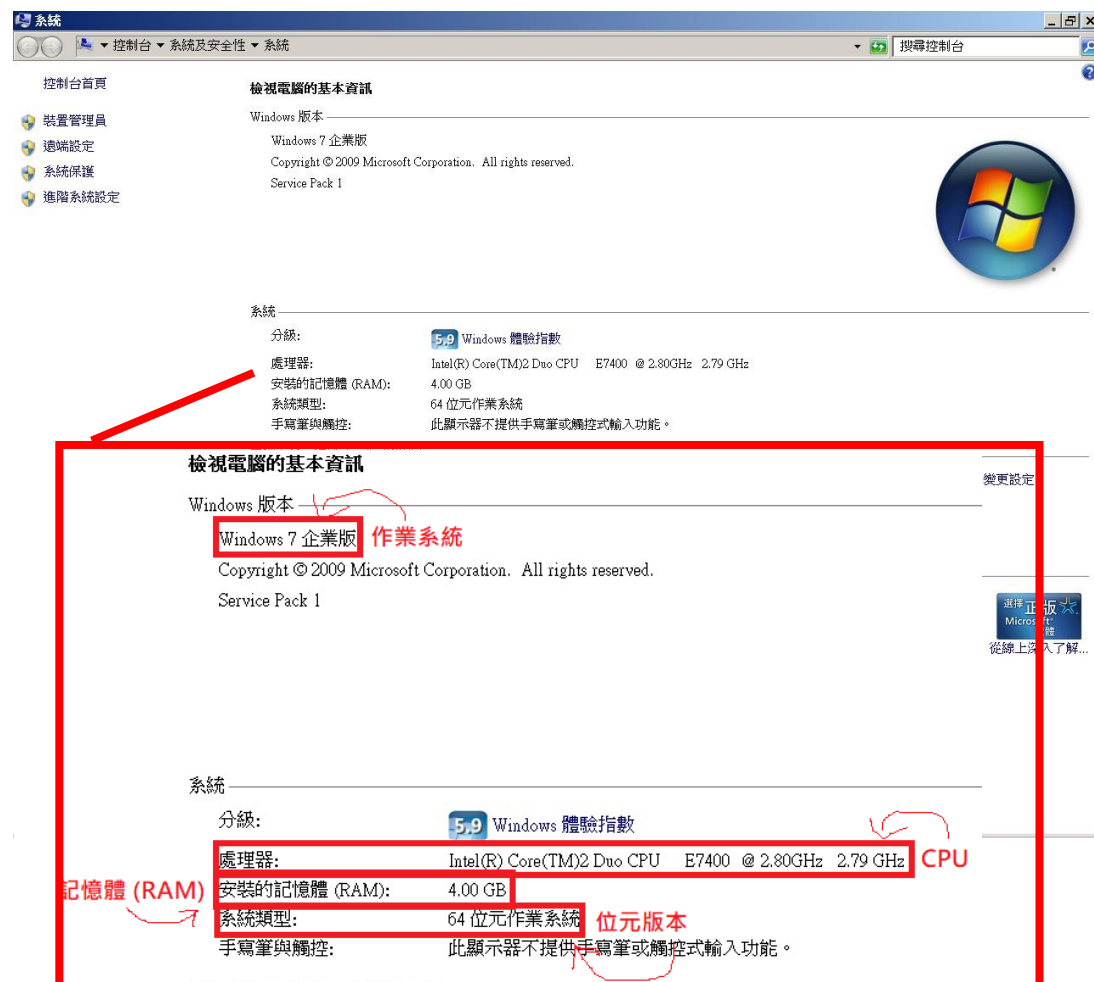 系統
控制台 系統及安全性 系統 搜尋控制台
控制台首頁
裝置管理員
遠端設定
系統保護
進階系統設定
檢視電腦的基本資訊
Windows 版本
Windows 7 企業版
Copyright © 2009 Microsoft Corporation. All rights reserved.
Service Pack 1
系統
分級: 5.9 Windows 體驗指數
處理器: Intel(R) Core(TM)2 Duo CPU E7400 @ 2.80GHz 2.79 GHz
安裝的記憶體 (RAM): 4.00 GB
系統類型: 64 位元作業系統
手寫筆與觸控: 此顯示器不提供手寫筆或觸控式輸入功能。
檢視電腦的基本資訊
變更設定
Windows 版本
Windows 7 企業版 作業系統
Copyright © 2009 Microsoft Corporation. All rights reserved.
Service Pack 1
選擇正版
Microsoft
從線上深入了解...
系統
分級: 5.9 Windows 體驗指數
處理器: Intel(R) Core(TM)2 Duo CPU E7400 @ 2.80GHz 2.79 GHz CPU
記憶體 (RAM) 安裝的記憶體 (RAM): 4.00 GB
系統類型: 64 位元作業系統 位元版本
手寫筆與觸控: 此顯示器不提供手寫筆或觸控式輸入功能。